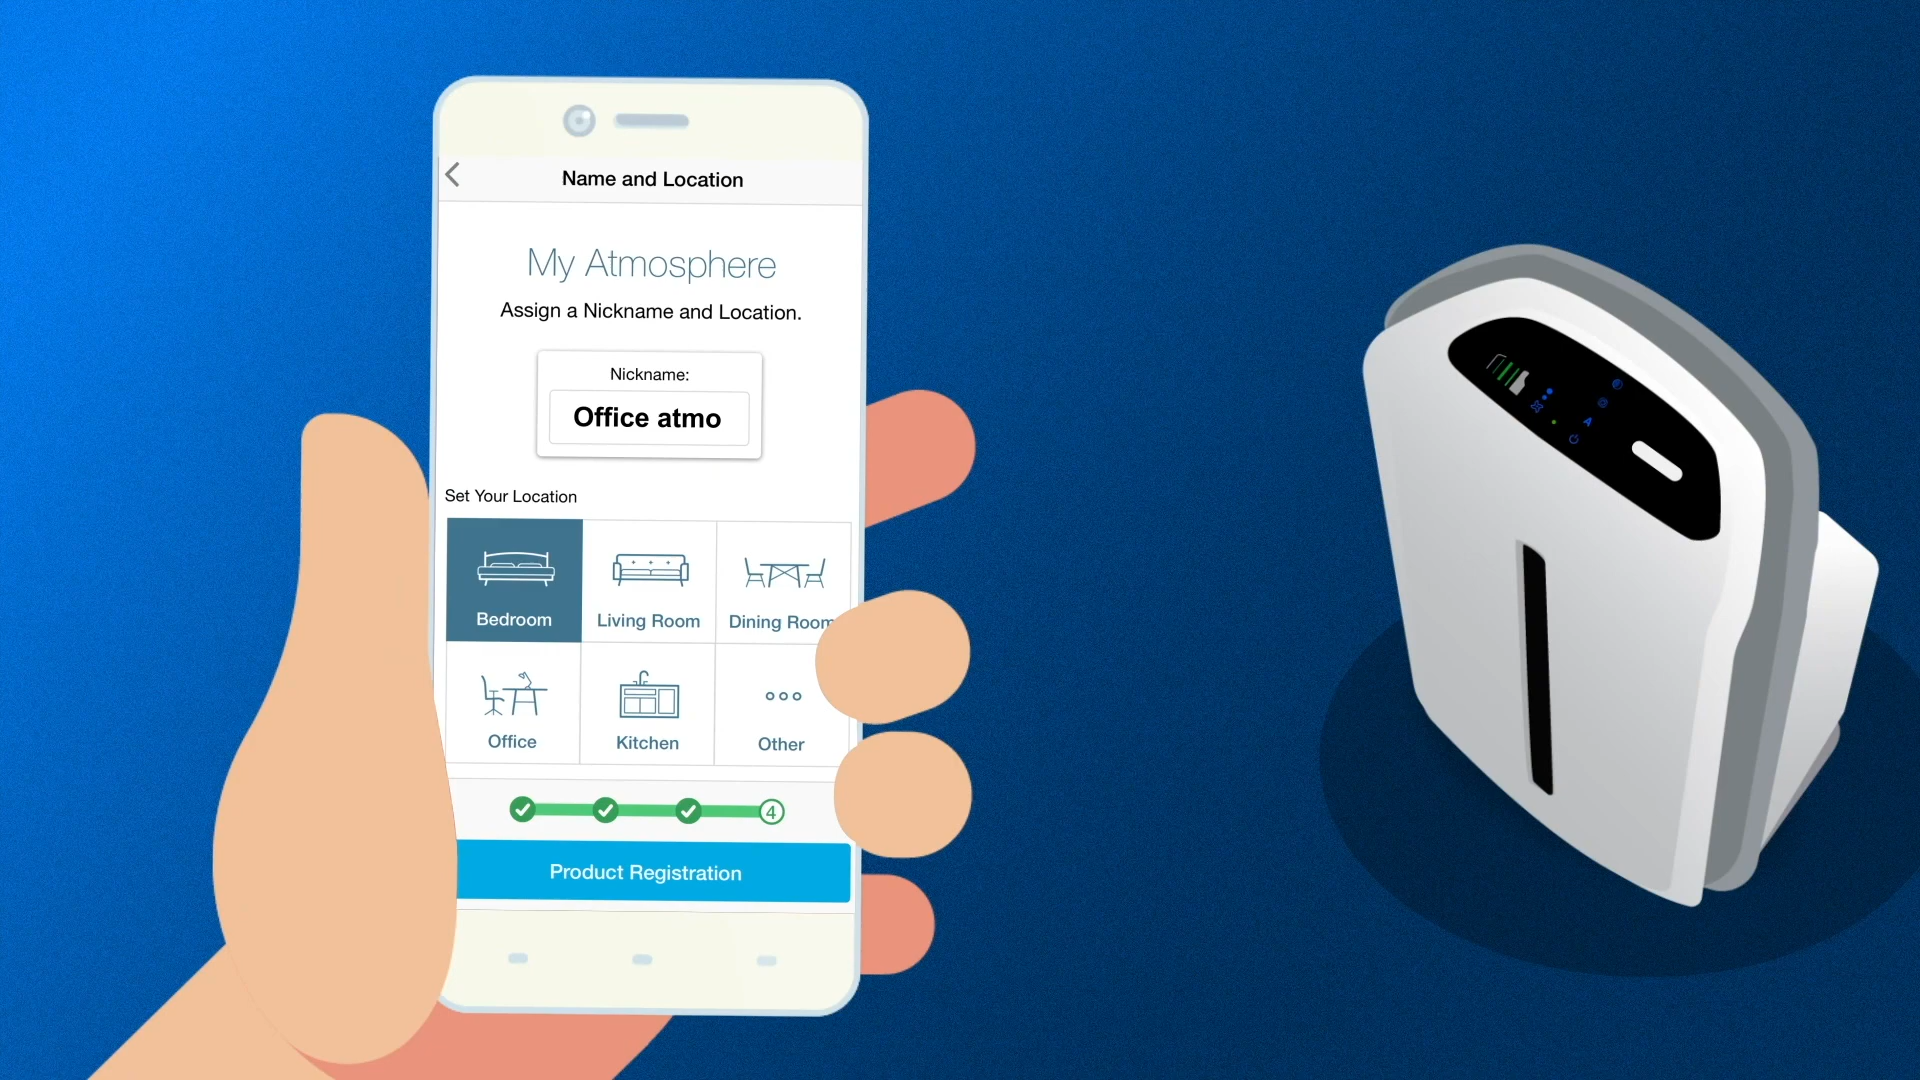 Name and Location
My Atmosphere
Assign a Nickname and Location.
Nickname:
Office atmo
Set Your Location
Bedroom
Living Room
Dining Room
Office
Kitchen
Other
4
Product Registration
A